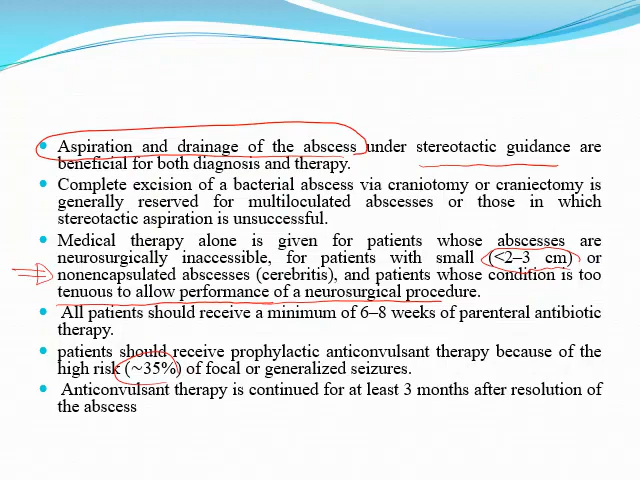 Aspiration and drainage of the abscess under stereotactic guidance are
beneficial for both diagnosis and therapy.
Complete excision of a bacterial abscess via craniotomy or craniectomy is
generally reserved for multiloculated abscesses or those in which
stereotactic aspiration is unsuccessful.
Medical therapy alone is given for patients whose abscesses are
neurosurgically inaccessible, for patients with small (<2–3 cm) or
nonencapsulated abscesses (cerebritis), and patients whose condition is too
tenuous to allow performance of a neurosurgical procedure.
All patients should receive a minimum of 6–8 weeks of parenteral antibiotic
therapy.
patients should receive prophylactic anticonvulsant therapy because of the
high risk (~35%) of focal or generalized seizures.
Anticonvulsant therapy is continued for at least 3 months after resolution of
the abscess